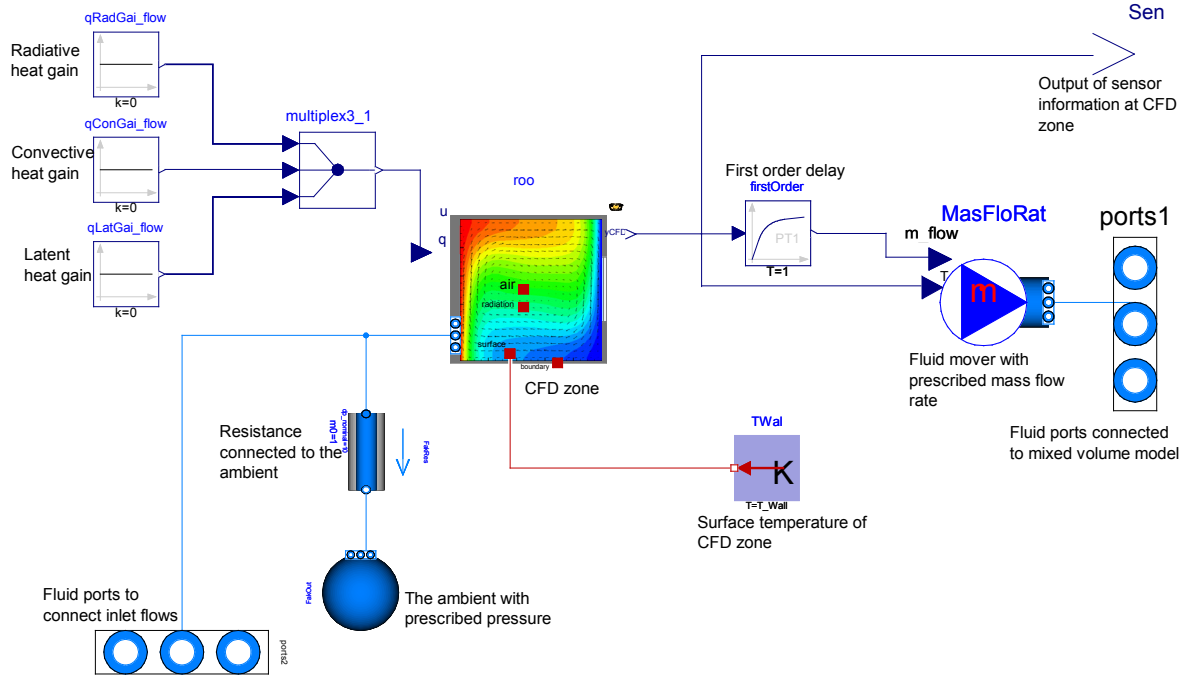 Sen
qRadGai_flow
Radiative
heat gain
k=0
Output of sensor
information at CFD
zone
multiplex3_1
qConGai_flow
Convective
heat gain
k=0
First order delay
firstOrder
PT1
T=1
roo
u
q
yCFD
air
radiation
surface
boundary
CFD zone
MasFloRat
m_flow
T
m
ports1
qLatGai_flow
Latent
heat gain
k=0
Fluid mover with
prescribed mass flow
rate
Fluid ports connected
to mixed volume model
Resistance
connected to the
ambient
m0=1
dp_nominal=10
FakRes
TWal
K
T=T_Wall
Surface temperature of
CFD zone
Fluid ports to
connect inlet flows
FakOut
The ambient with
prescribed pressure
ports2